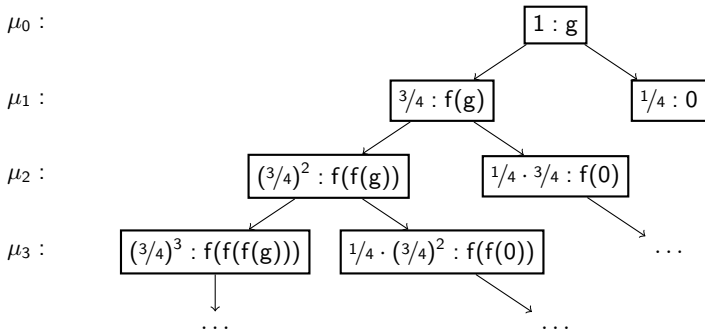 μ₀ : 1 : g
μ₁ : ³/₄ : f(g) ¹/₄ : 0
μ₂ : (³/₄)² : f(f(g)) ¹/₄ · ³/₄ : f(0)
μ₃ : (³/₄)³ : f(f(f(g))) ¹/₄ · (³/₄)² : f(f(0)) ...
... ...